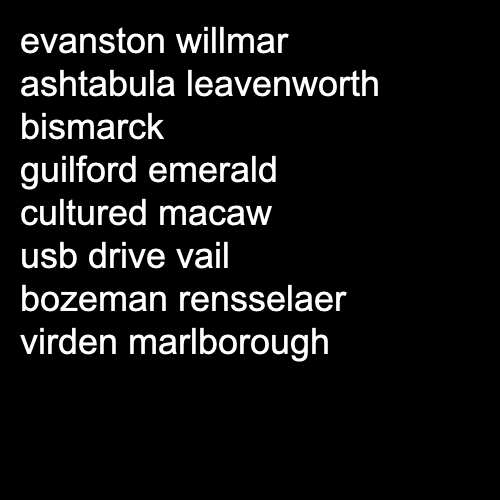 evanston willmar
ashtabula leavenworth
bismarck
guilford emerald
cultured macaw
usb drive vail
bozeman rensselaer
virden marlborough